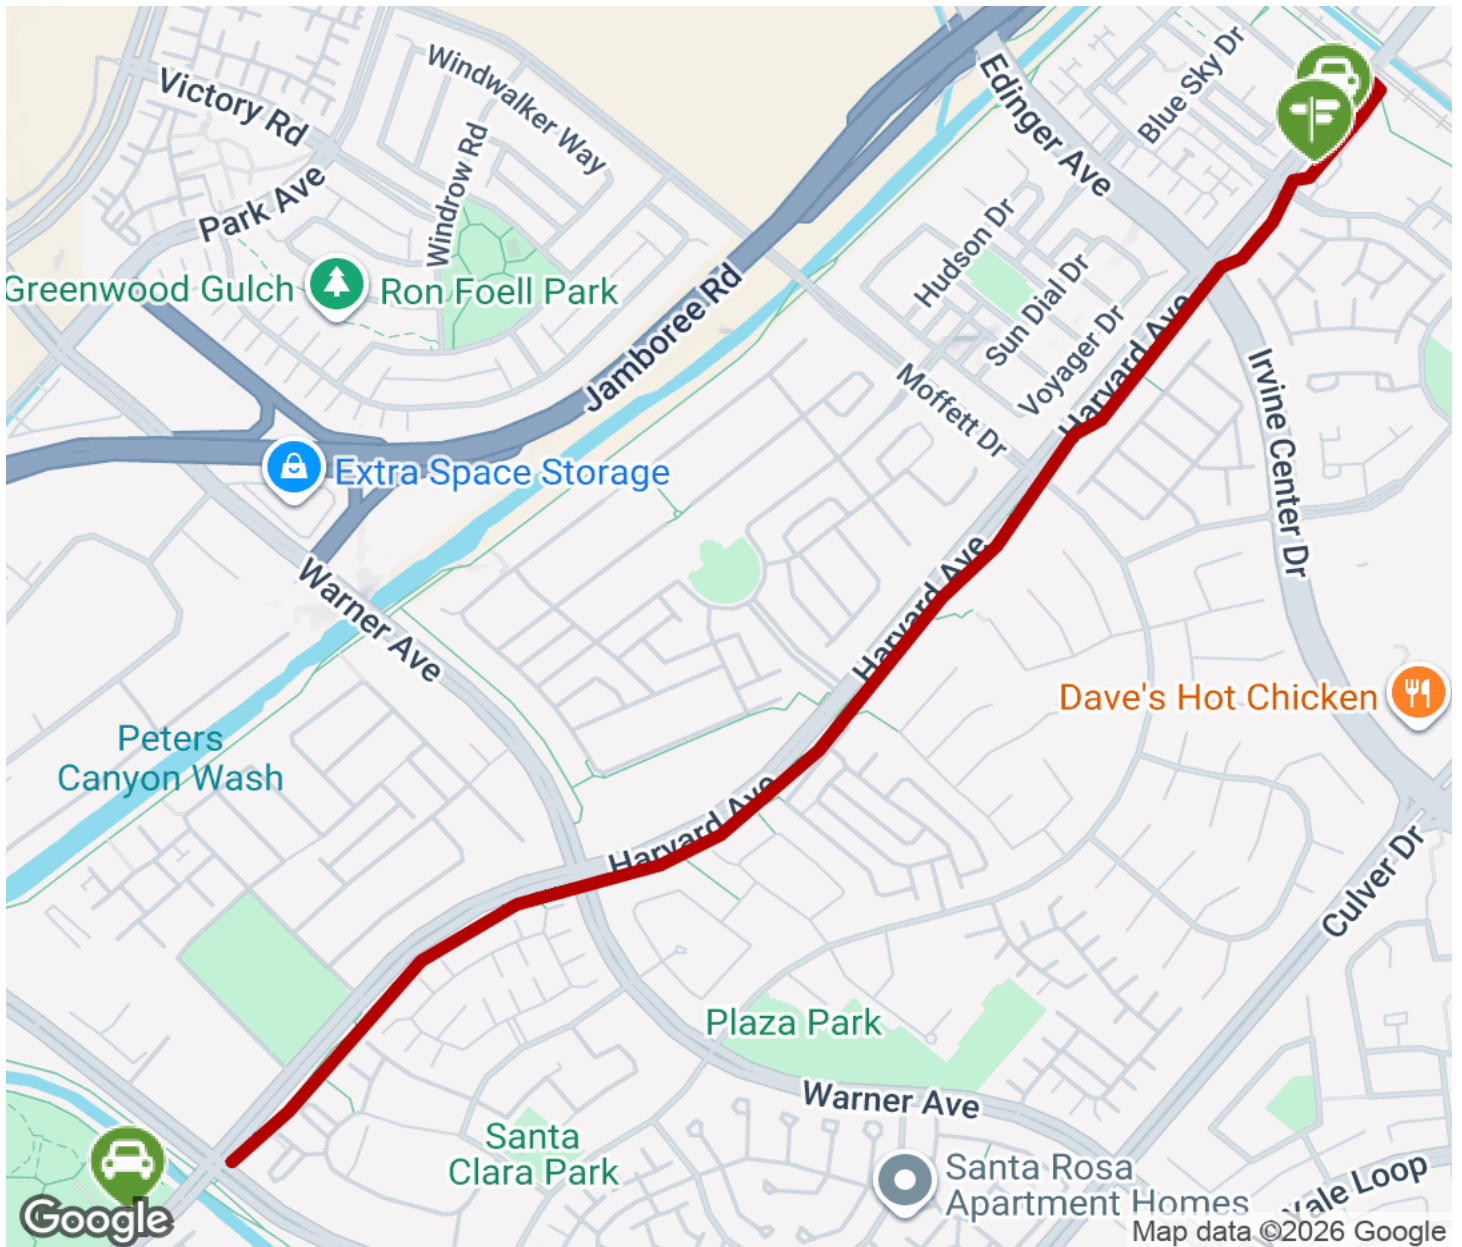 Windwalker Way
Edinger Ave
Blue Sky Dr
Victory Rd
Windrow Rd
Park Ave
Hudson Dr
Greenwood Gulch
Ron Foell Park
Jamboree Rd
Sun Dial Dr
Voyager Dr
Harvard Ave
Irvine Center Dr
Moffett Dr
Extra Space Storage
Warner Ave
Harvard Ave
Dave's Hot Chicken
Peters
Canyon Wash
Harvard Ave
Culver Dr
Plaza Park
Warner Ave
Santa
Clara Park
Santa Rosa
Apartment Homes
Yale Loop
Google
Map data ©2026 Google